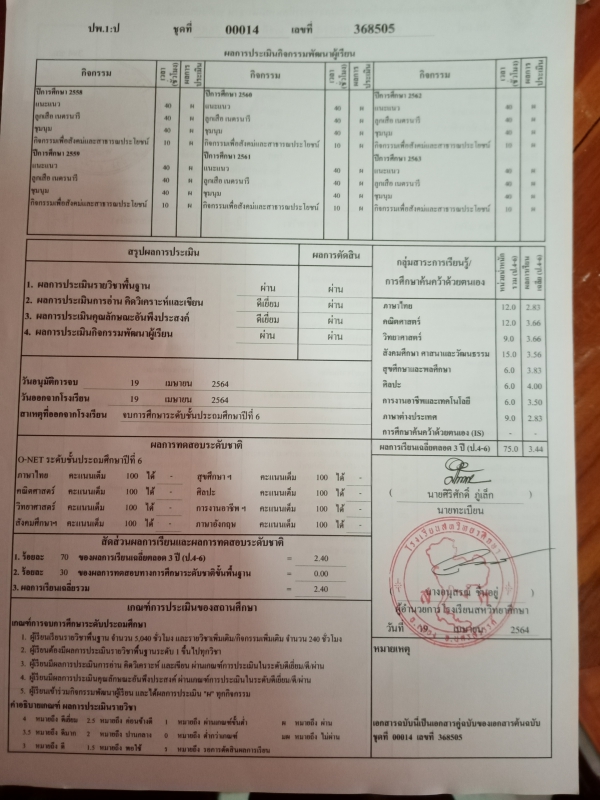 ปพ.1:ป ชุดที่ 00014 เลขที่ 368505
ผลการประเมินกิจกรรมพัฒนาผู้เรียน
กิจกรรม เวลา (ชั่วโมง) ผลการประเมิน กิจกรรม เวลา (ชั่วโมง) ผลการประเมิน กิจกรรม เวลา (ชั่วโมง) ผลการประเมิน
ปีการศึกษา 2558 ปีการศึกษา 2560 ปีการศึกษา 2562
แนะแนว 40 ผ แนะแนว 40 ผ แนะแนว 40 ผ
ลูกเสือ เนตรนารี 40 ผ ลูกเสือ เนตรนารี 40 ผ ลูกเสือ เนตรนารี 40 ผ
ชุมนุม 40 ผ ชุมนุม 40 ผ ชุมนุม 40 ผ
กิจกรรมเพื่อสังคมและสาธารณประโยชน์ 10 ผ กิจกรรมเพื่อสังคมและสาธารณประโยชน์ 10 ผ กิจกรรมเพื่อสังคมและสาธารณประโยชน์ 10 ผ
ปีการศึกษา 2559 ปีการศึกษา 2561 ปีการศึกษา 2563
แนะแนว 40 ผ แนะแนว 40 ผ แนะแนว 40 ผ
ลูกเสือ เนตรนารี 40 ผ ลูกเสือ เนตรนารี 40 ผ ลูกเสือ เนตรนารี 40 ผ
ชุมนุม 40 ผ ชุมนุม 40 ผ ชุมนุม 40 ผ
กิจกรรมเพื่อสังคมและสาธารณประโยชน์ 10 ผ กิจกรรมเพื่อสังคมและสาธารณประโยชน์ 10 ผ กิจกรรมเพื่อสังคมและสาธารณประโยชน์ 10 ผ
สรุปผลการประเมิน ผลการตัดสิน
1. ผลการประเมินรายวิชาพื้นฐาน ผ่าน ผ่าน
2. ผลการประเมินการอ่าน คิดวิเคราะห์และเขียน ดีเยี่ยม ผ่าน
3. ผลการประเมินคุณลักษณะอันพึงประสงค์ ดีเยี่ยม ผ่าน
4. ผลการประเมินกิจกรรมพัฒนาผู้เรียน ผ่าน ผ่าน
วันอนุมัติการจบ 19 เมษายน 2564
วันออกจากโรงเรียน 19 เมษายน 2564
สาเหตุที่ออกจากโรงเรียน จบการศึกษาระดับชั้นประถมศึกษาปีที่ 6
กลุ่มสาระการเรียนรู้/ หน่วยน้ำหนักรวม (ป.4-6) ผลการเรียนเฉลี่ย (ป.4-6)
การศึกษาค้นคว้าด้วยตนเอง
ภาษาไทย 12.0 2.83
คณิตศาสตร์ 12.0 3.66
วิทยาศาสตร์ 9.0 3.66
สังคมศึกษา ศาสนาและวัฒนธรรม 15.0 3.36
สุขศึกษาและพลศึกษา 6.0 3.83
ศิลปะ 6.0 4.00
การงานอาชีพและเทคโนโลยี 6.0 3.50
ภาษาต่างประเทศ 9.0 2.83
การศึกษาค้นคว้าด้วยตนเอง (IS) - -
ผลการเรียนเฉลี่ยตลอด 3 ปี (ป.4-6) 75.0 3.44
ผลการทดสอบระดับชาติ
O-NET ระดับชั้นประถมศึกษาปีที่ 6
ภาษาไทย คะแนนเต็ม 100 ได้ - สุขศึกษา ฯ คะแนนเต็ม 100 ได้ -
คณิตศาสตร์ คะแนนเต็ม 100 ได้ - ศิลปะ คะแนนเต็ม 100 ได้ -
วิทยาศาสตร์ คะแนนเต็ม 100 ได้ - การงานอาชีพ ฯ คะแนนเต็ม 100 ได้ -
สังคมศึกษาฯ คะแนนเต็ม 100 ได้ - ภาษาอังกฤษ คะแนนเต็ม 100 ได้ -
สัดส่วนผลการเรียนและผลการทดสอบระดับชาติ
1. ร้อยละ 70 ของผลการเรียนเฉลี่ยตลอด 3 ปี (ป.4-6) = 2.40
2. ร้อยละ 30 ของผลการทดสอบทางการศึกษาระดับชาติขั้นพื้นฐาน = 0.00
3. ผลการเรียนเฉลี่ยรวม = 2.40
( นายศิริศักดิ์ ภู่เล็ก )
นายทะเบียน
โรงเรียนสหวิทยาศึกษา
ผู้อำนวยการโรงเรียนสหวิทยาศึกษา
วันที่ 19 เมษายน 2564
เกณฑ์การประเมินของสถานศึกษา
เกณฑ์การจบการศึกษาระดับประถมศึกษา
1. ผู้เรียนเรียนรายวิชาพื้นฐาน จำนวน 5,040 ชั่วโมง และรายวิชาเพิ่มเติม/กิจกรรมเพิ่มเติม จำนวน 240 ชั่วโมง
2. ผู้เรียนต้องมีผลการประเมินรายวิชาพื้นฐานระดับ 1 ขึ้นไปทุกวิชา
3. ผู้เรียนมีผลการประเมินการอ่าน คิดวิเคราะห์ และเขียน ผ่านเกณฑ์การประเมินในระดับดีเยี่ยม/ดี/ผ่าน
4. ผู้เรียนมีผลการประเมินคุณลักษณะอันพึงประสงค์ ผ่านเกณฑ์การประเมินในระดับดีเยี่ยม/ดี/ผ่าน
5. ผู้เรียนเข้าร่วมกิจกรรมพัฒนาผู้เรียน และได้ผลการประเมิน "ผ" ทุกกิจกรรม
คำอธิบายเกณฑ์ ผลการประเมินรายวิชา
4 หมายถึง ดีเยี่ยม 2.5 หมายถึง ค่อนข้างดี 1 หมายถึง ผ่านเกณฑ์ขั้นต่ำ ผ หมายถึง ผ่าน
3.5 หมายถึง ดีมาก 2 หมายถึง ปานกลาง 0 หมายถึง ต่ำกว่าเกณฑ์ มผ หมายถึง ไม่ผ่าน
3 หมายถึง ดี 1.5 หมายถึง พอใช้ ร หมายถึง รอการตัดสินผลการเรียน
หมายเหตุ
เอกสารฉบับนี้เป็นเอกสารคู่ฉบับของเอกสารต้นฉบับ
ชุดที่ 00014 เลขที่ 368505